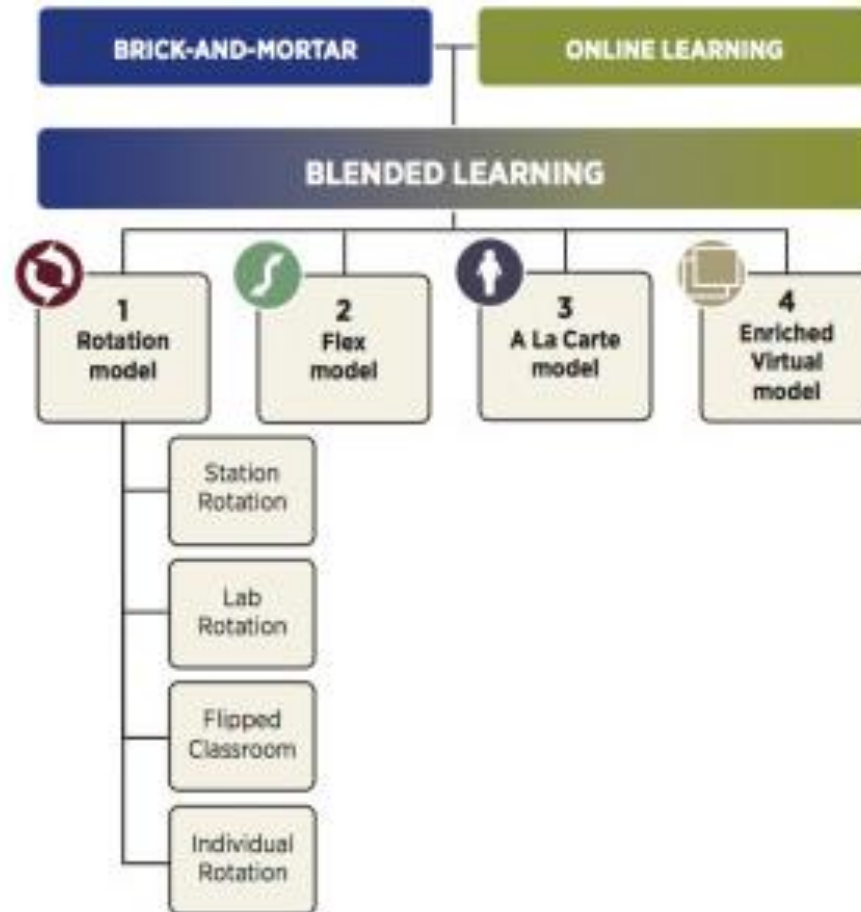 BRICK-AND-MORTAR
ONLINE LEARNING
BLENDED LEARNING
1
Rotation
model
2
Flex
model
3
A La Carte
model
4
Enriched
Virtual
model
Station
Rotation
Lab
Rotation
Flipped
Classroom
Individual
Rotation